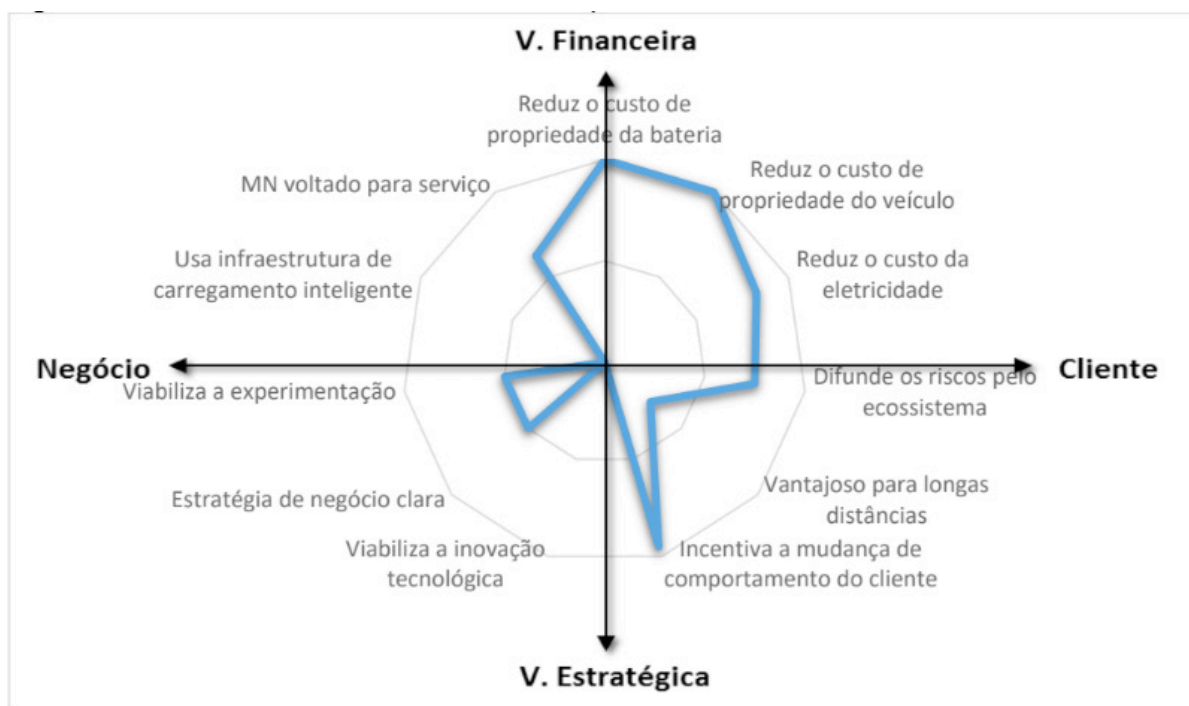 V. Financeira
Reduz o custo de
propriedade da bateria
Reduz o custo de
propriedade do veículo
MN voltado para serviço
Usa infraestrutura de
carregamento inteligente
Reduz o custo da
eletricidade
Negócio
Cliente
Viabiliza a experimentação
Difunde os riscos pelo
ecossistema
Estratégia de negócio clara
Vantajoso para longas
distâncias
Viabiliza a inovação
tecnológica
Incentiva a mudança de
comportamento do cliente
V. Estratégica